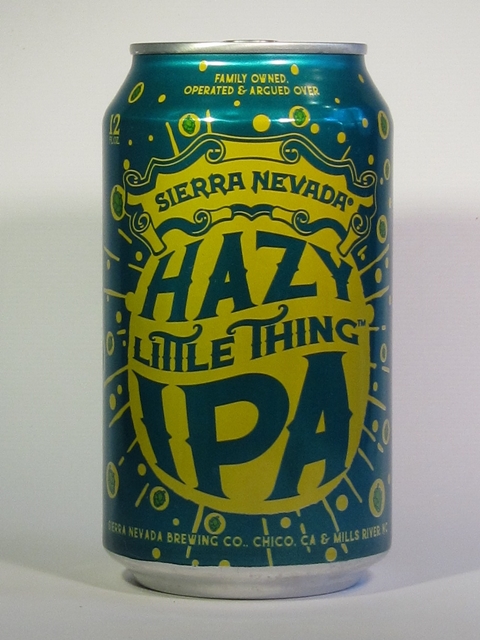 FAMILY OWNED,
OPERATED & ARGUED OVER
12
FL.OZ.
SIERRA NEVADA®
HAZY
LITTLE THING™
IPA
SIERRA NEVADA BREWING CO., CHICO, CA & MILLS RIVER, NC